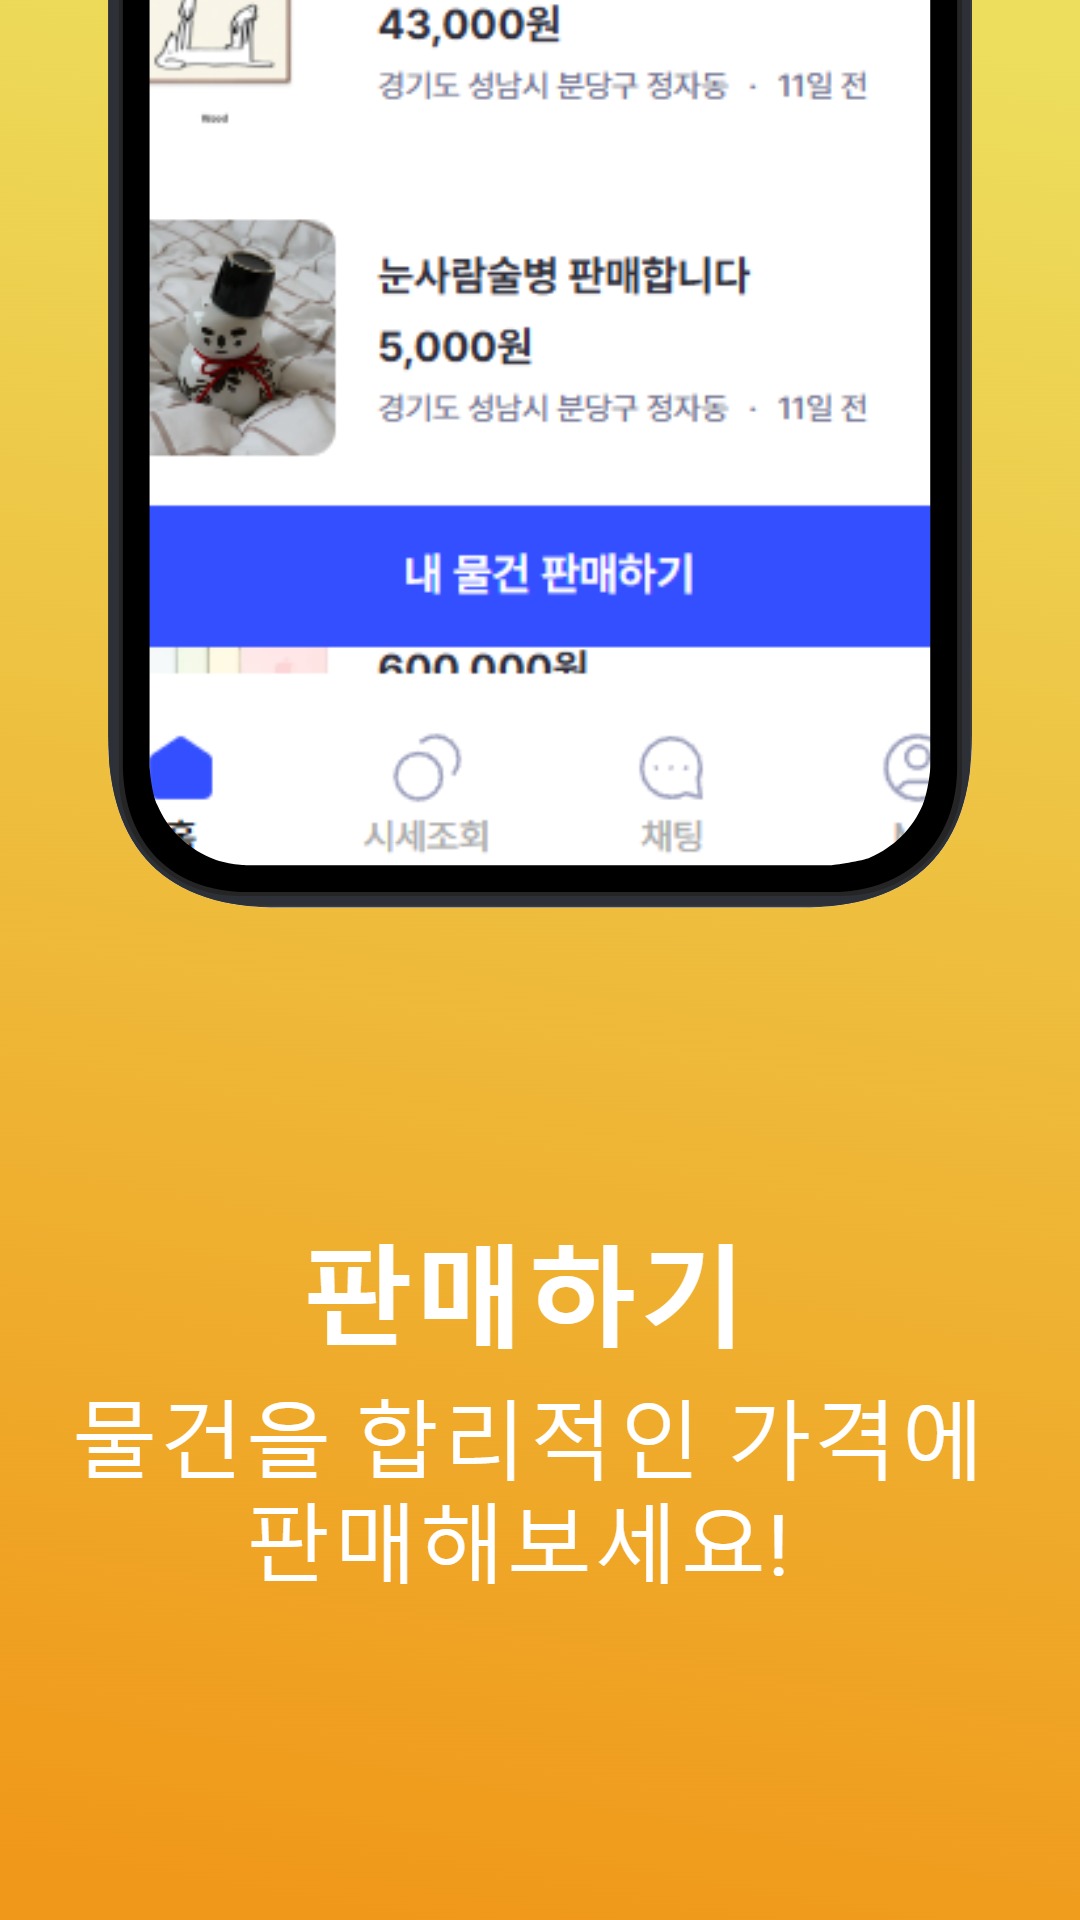 43,000원
경기도 성남시 분당구 정자동 · 11일 전
Wood
눈사람술병 판매합니다
5,000원
경기도 성남시 분당구 정자동 · 11일 전
내 물건 판매하기
600,000원
홈
시세조회
채팅
판매하기
물건을 합리적인 가격에
판매해보세요!